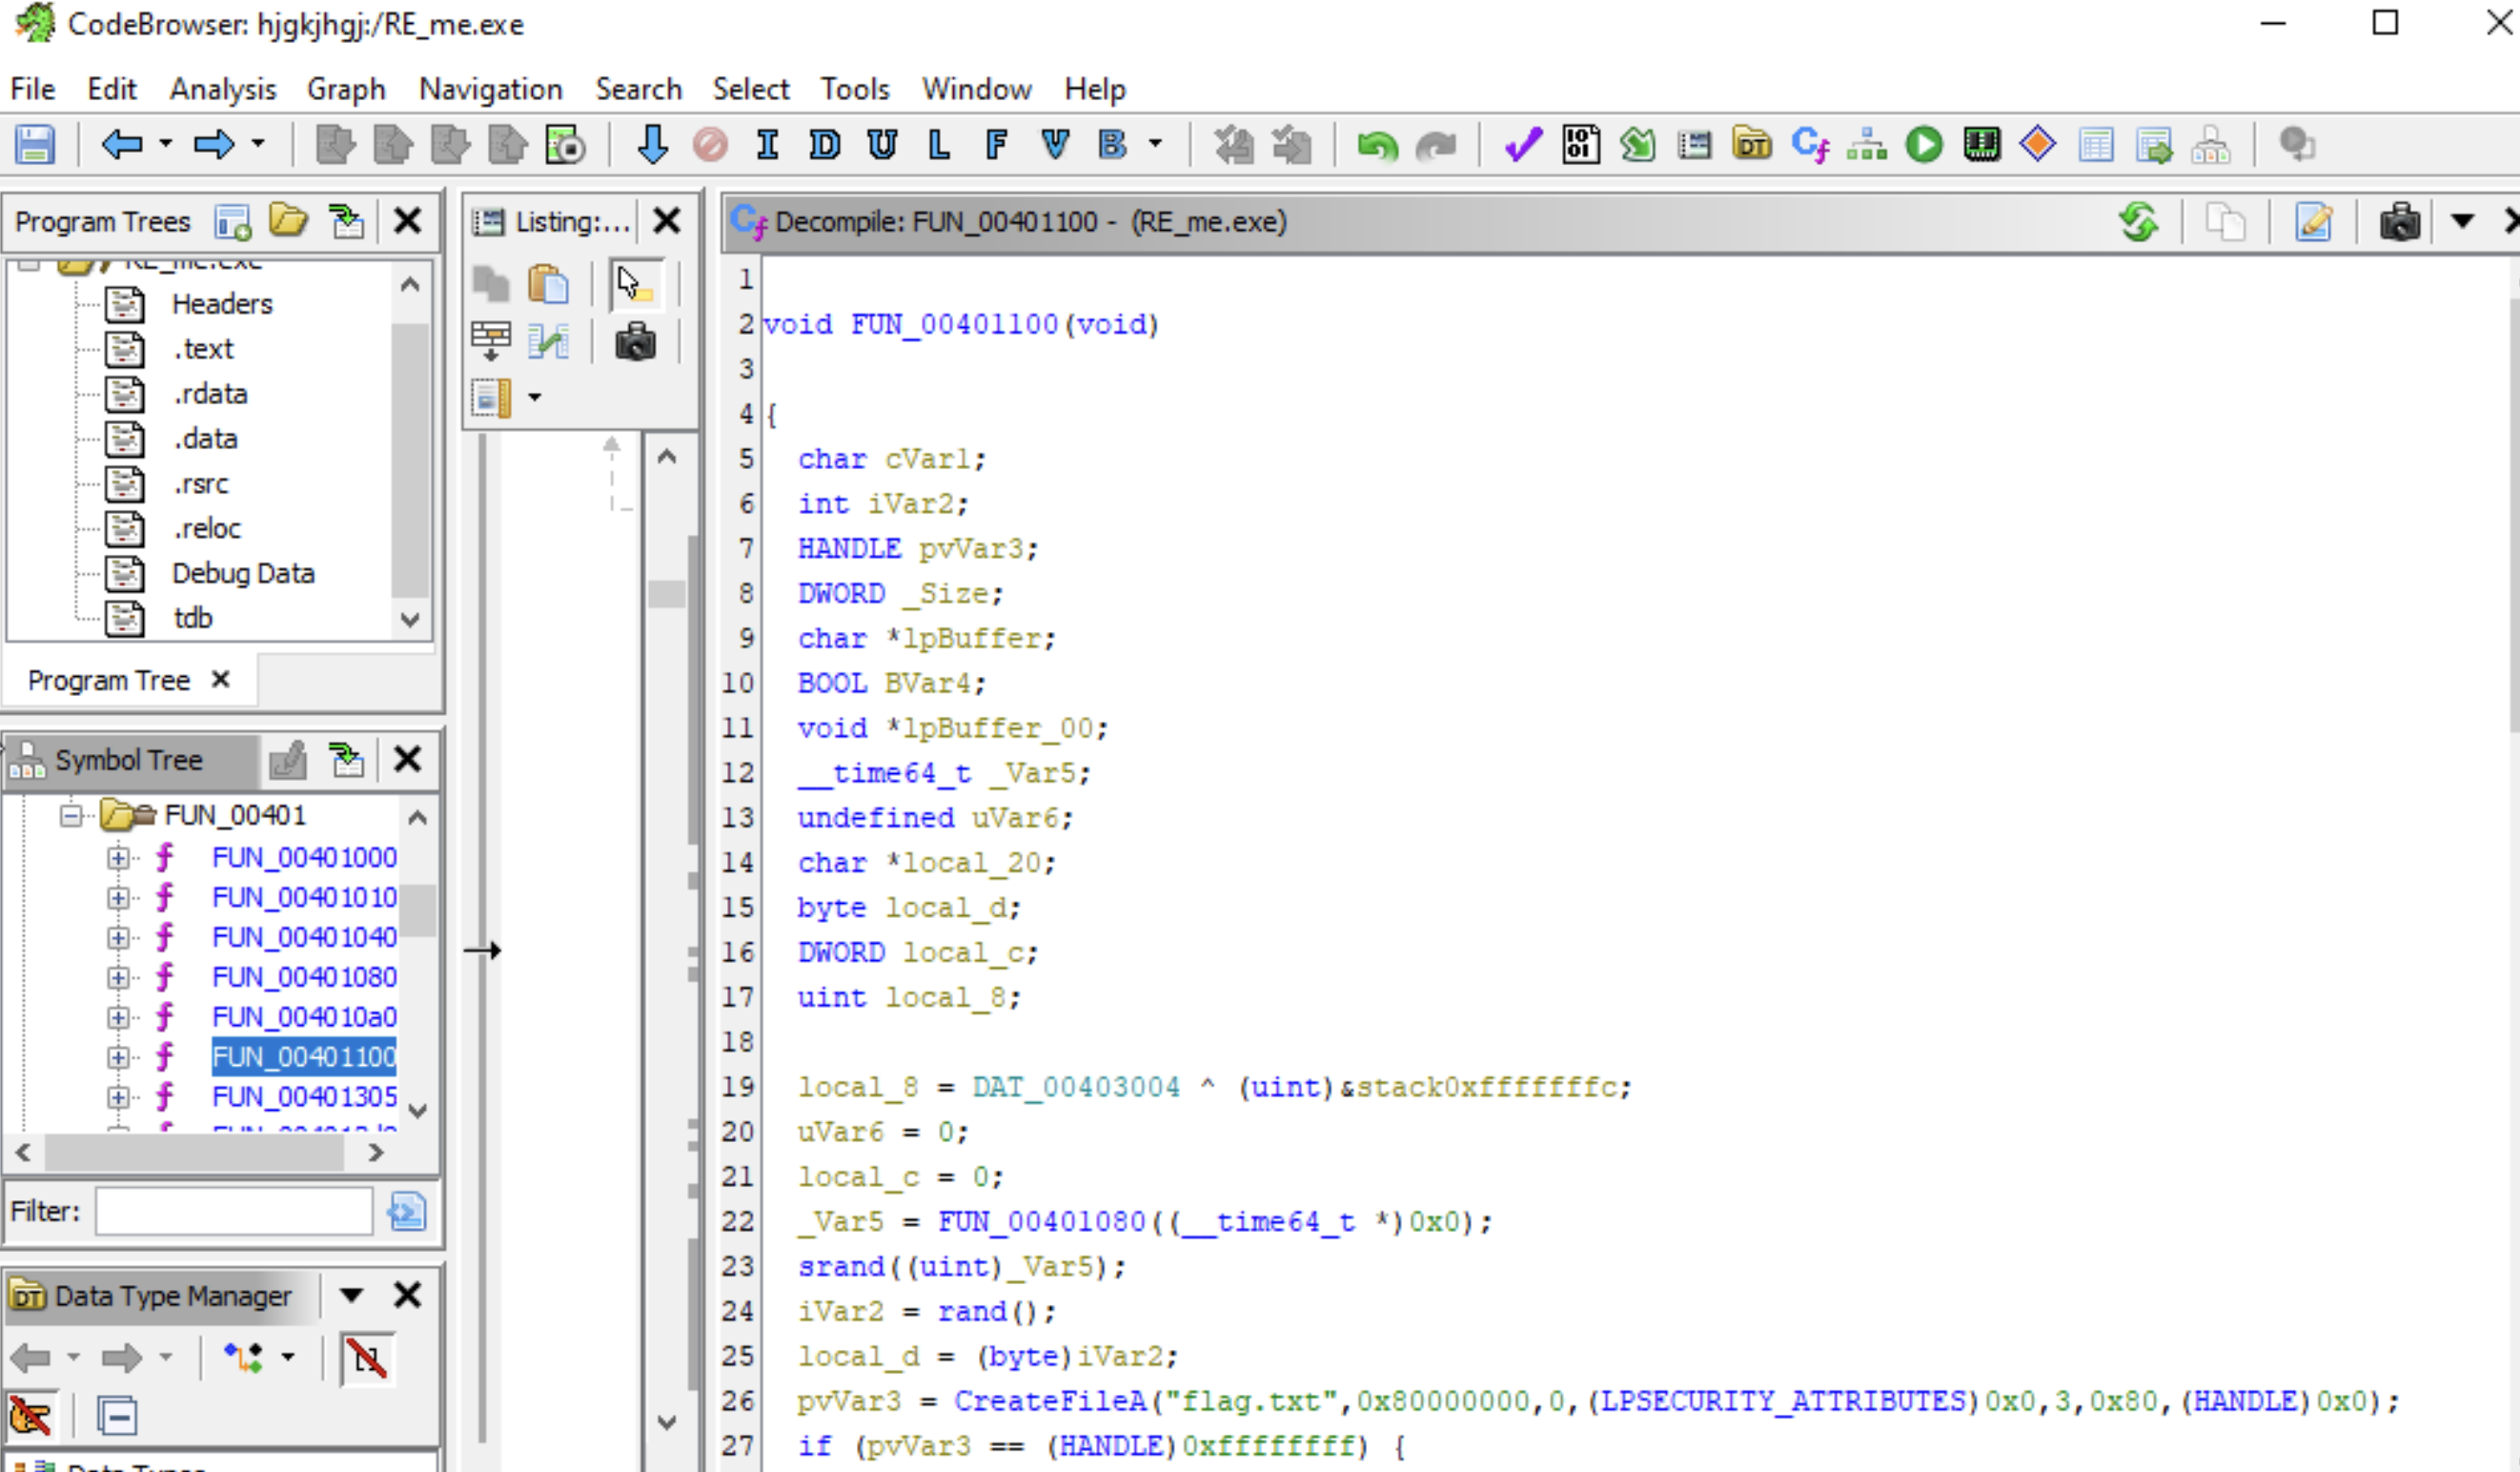 CodeBrowser: hjgkjhgj:/RE_me.exe
File Edit Analysis Graph Navigation Search Select Tools Window Help
I D U L F V B
Program Trees
RE_me.exe
Headers
.text
.rdata
.data
.rsrc
.reloc
Debug Data
tdb
Program Tree
Symbol Tree
FUN_00401
FUN_00401000
FUN_00401010
FUN_00401040
FUN_00401080
FUN_004010a0
FUN_00401100
FUN_00401305
Filter:
DT Data Type Manager
Data Types
Listing:...
Decompile: FUN_00401100 - (RE_me.exe)
1
2 void FUN_00401100(void)
3
4 {
5 char cVar1;
6 int iVar2;
7 HANDLE pvVar3;
8 DWORD _Size;
9 char *lpBuffer;
10 BOOL BVar4;
11 void *lpBuffer_00;
12 __time64_t _Var5;
13 undefined uVar6;
14 char *local_20;
15 byte local_d;
16 DWORD local_c;
17 uint local_8;
18
19 local_8 = DAT_00403004 ^ (uint)&stack0xfffffffc;
20 uVar6 = 0;
21 local_c = 0;
22 _Var5 = FUN_00401080((__time64_t *)0x0);
23 srand((uint)_Var5);
24 iVar2 = rand();
25 local_d = (byte)iVar2;
26 pvVar3 = CreateFileA("flag.txt",0x80000000,0,(LPSECURITY_ATTRIBUTES)0x0,3,0x80,(HANDLE)0x0);
27 if (pvVar3 == (HANDLE)0xffffffff) {